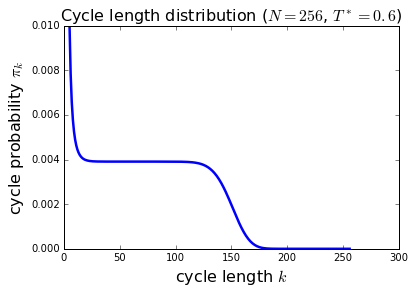 Cycle length distribution (N = 256, T* = 0.6)
0.010
0.008
0.006
0.004
0.002
0.000
cycle probability πₖ
0 50 100 150 200 250 300
cycle length k